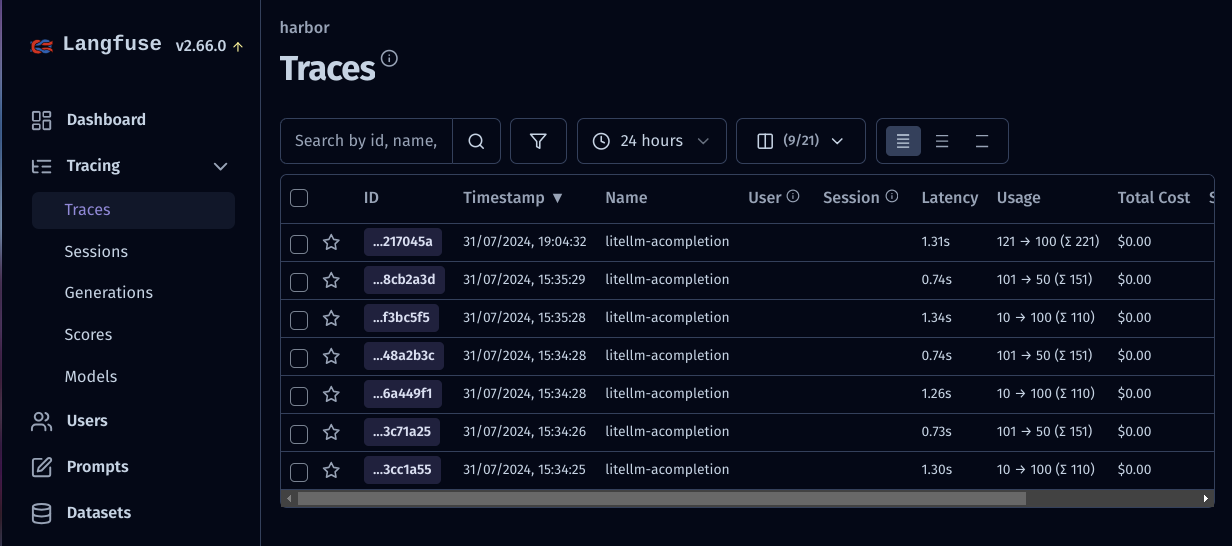 Langfuse v2.66.0 ↑
Dashboard
Tracing
Traces
Sessions
Generations
Scores
Models
Users
Prompts
Datasets
harbor
Traces
Search by id, name, 24 hours (9/21)
ID Timestamp ▼ Name User Session Latency Usage Total Cost S
...217045a 31/07/2024, 19:04:32 litellm-acompletion 1.31s 121 → 100 (Σ 221) $0.00
...8cb2a3d 31/07/2024, 15:35:29 litellm-acompletion 0.74s 101 → 50 (Σ 151) $0.00
...f3bc5f5 31/07/2024, 15:35:28 litellm-acompletion 1.34s 10 → 100 (Σ 110) $0.00
...48a2b3c 31/07/2024, 15:34:28 litellm-acompletion 0.74s 101 → 50 (Σ 151) $0.00
...6a449f1 31/07/2024, 15:34:28 litellm-acompletion 1.26s 10 → 100 (Σ 110) $0.00
...3c71a25 31/07/2024, 15:34:26 litellm-acompletion 0.73s 101 → 50 (Σ 151) $0.00
...3cc1a55 31/07/2024, 15:34:25 litellm-acompletion 1.30s 10 → 100 (Σ 110) $0.00